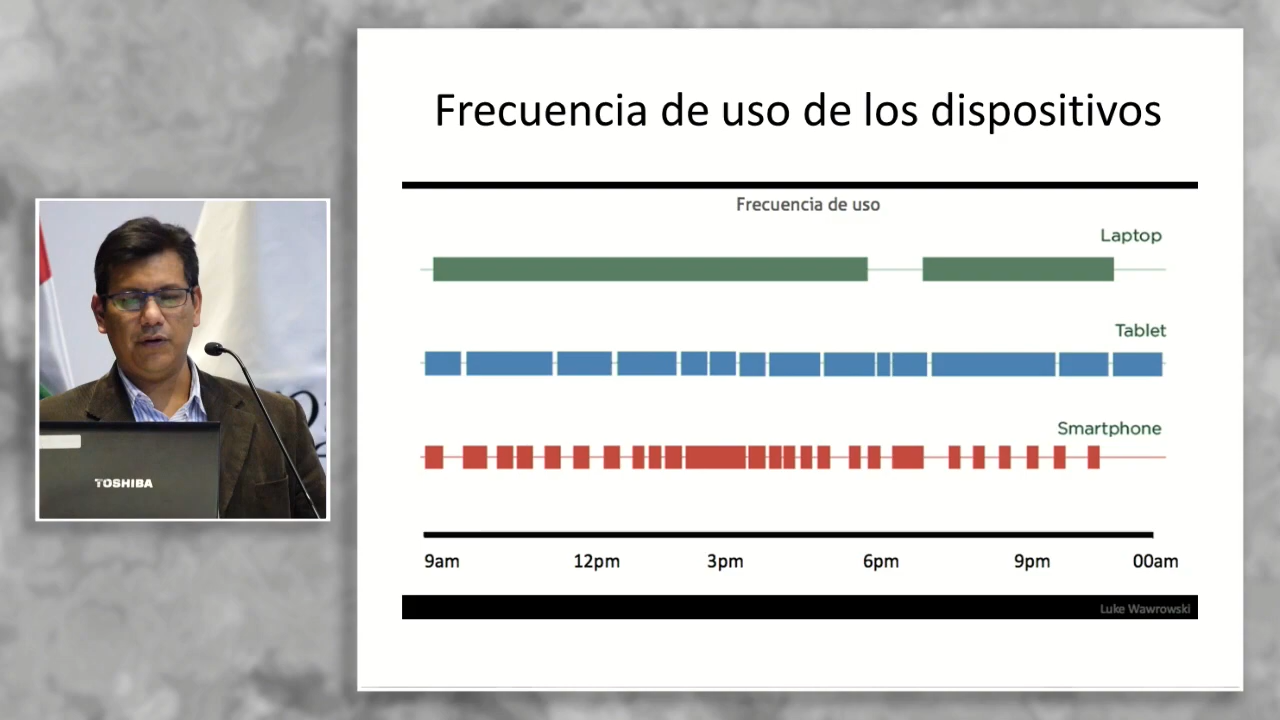 Frecuencia de uso de los dispositivos
Frecuencia de uso
Laptop
Tablet
Smartphone
9am 12pm 3pm 6pm 9pm 00am
Luke Wawrowski
TOSHIBA